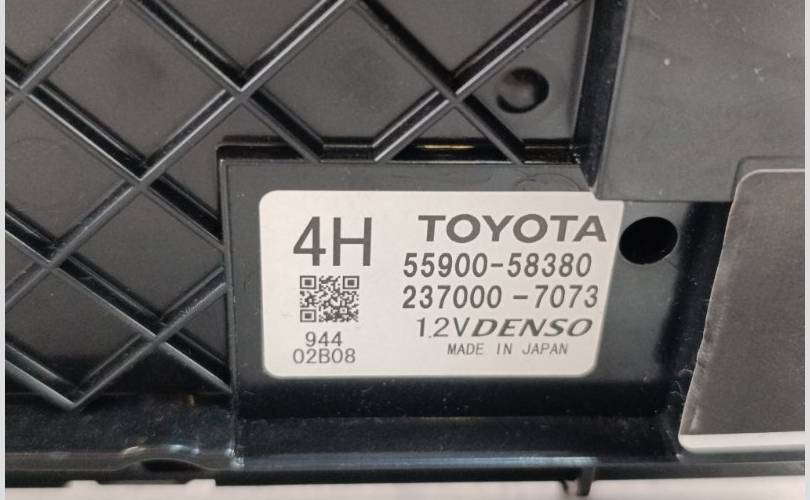 4H
TOYOTA
55900-58380
237000-7073
12V DENSO
MADE IN JAPAN
944
02B08